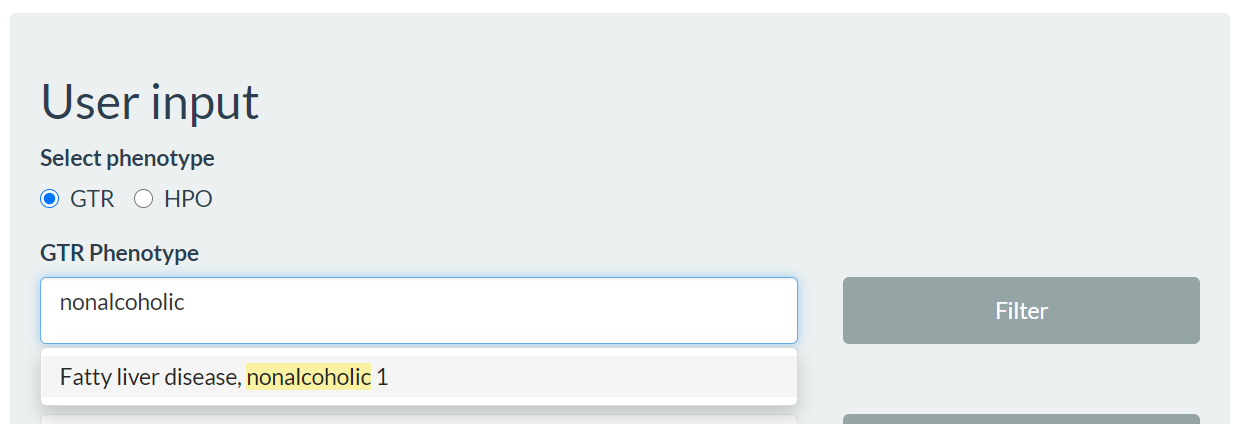 User input
Select phenotype
GTR HPO
GTR Phenotype
nonalcoholic
Filter
Fatty liver disease, nonalcoholic 1